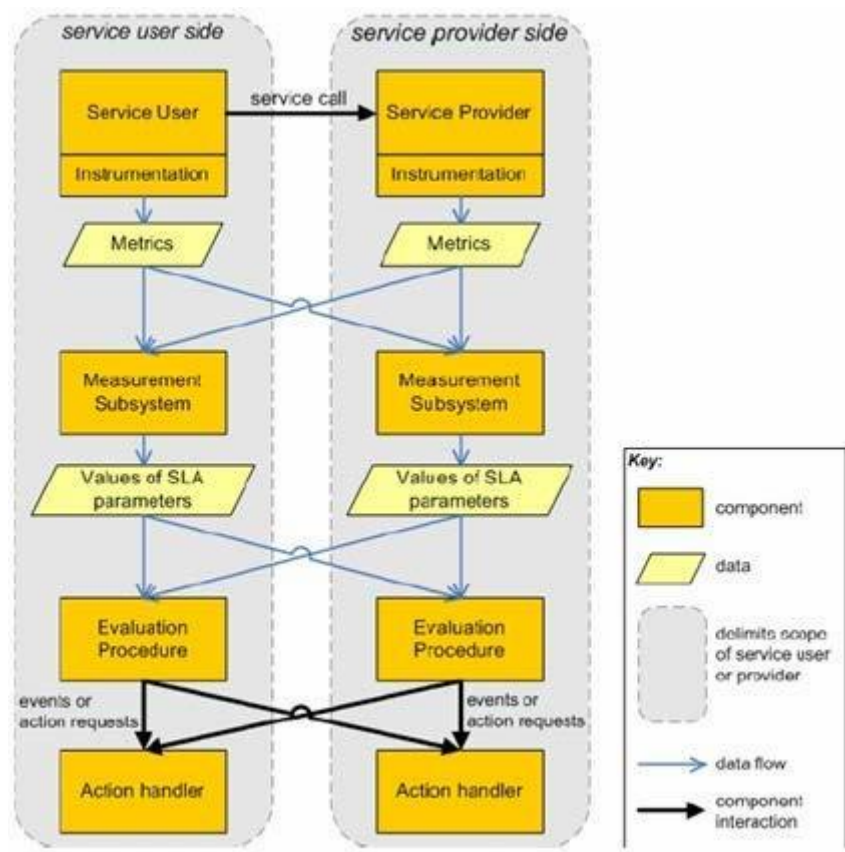 service user side
service provider side
Service User
service call
Service Provider
Instrumentation
Instrumentation
Metrics
Metrics
Measurement
Subsystem
Measurement
Subsystem
Values of SLA
parameters
Values of SLA
parameters
Evaluation
Procedure
Evaluation
Procedure
events or
action requests
events or
action requests
Action handler
Action handler
Key:
component
data
delimits scope
of service user
or provider
data flow
component
interaction